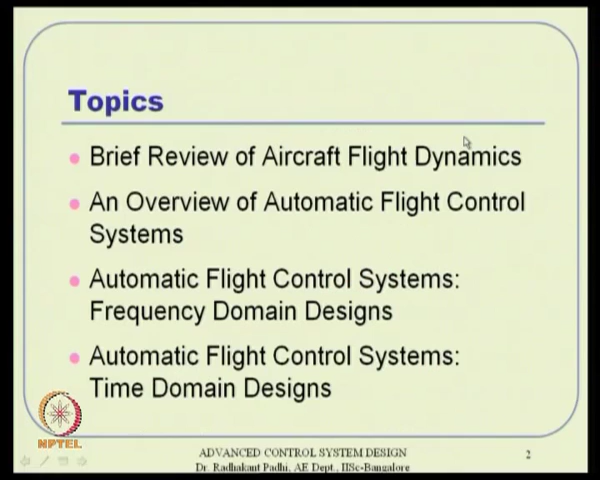 Topics
Brief Review of Aircraft Flight Dynamics
An Overview of Automatic Flight Control
Systems
Automatic Flight Control Systems:
Frequency Domain Designs
Automatic Flight Control Systems:
Time Domain Designs
NPTEL
ADVANCED CONTROL SYSTEM DESIGN
Dr. Radhakant Padhi, AE Dept., IISc-Bangalore
2